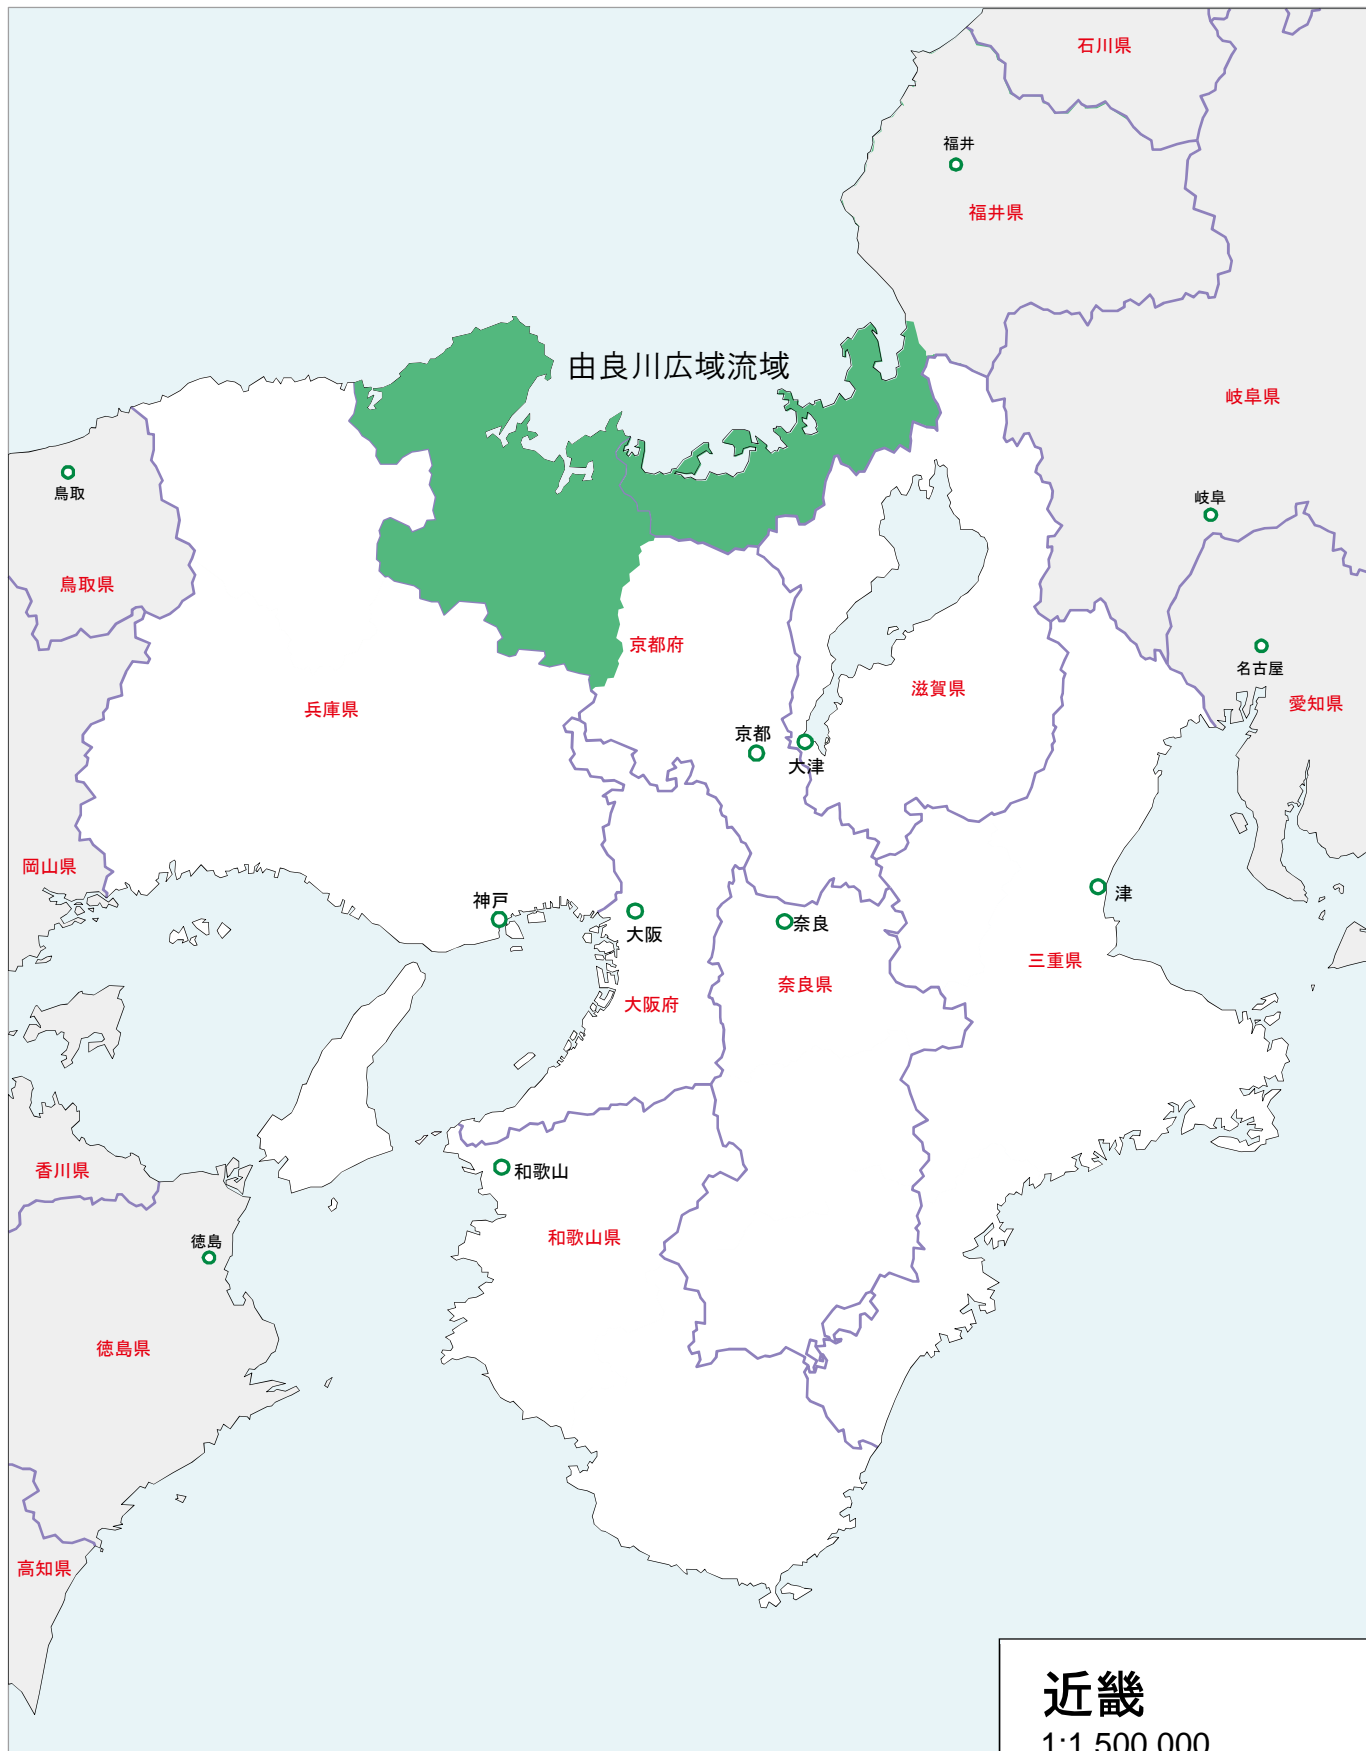 石川県
福井
福井県
由良川広域流域
岐阜県
鳥取
岐阜
鳥取県
京都府
名古屋
滋賀県
愛知県
兵庫県
京都
大津
岡山県
津
神戸
大阪
奈良
三重県
奈良県
大阪府
香川県
和歌山
和歌山県
徳島
徳島県
高知県
近畿
1:1,500,000